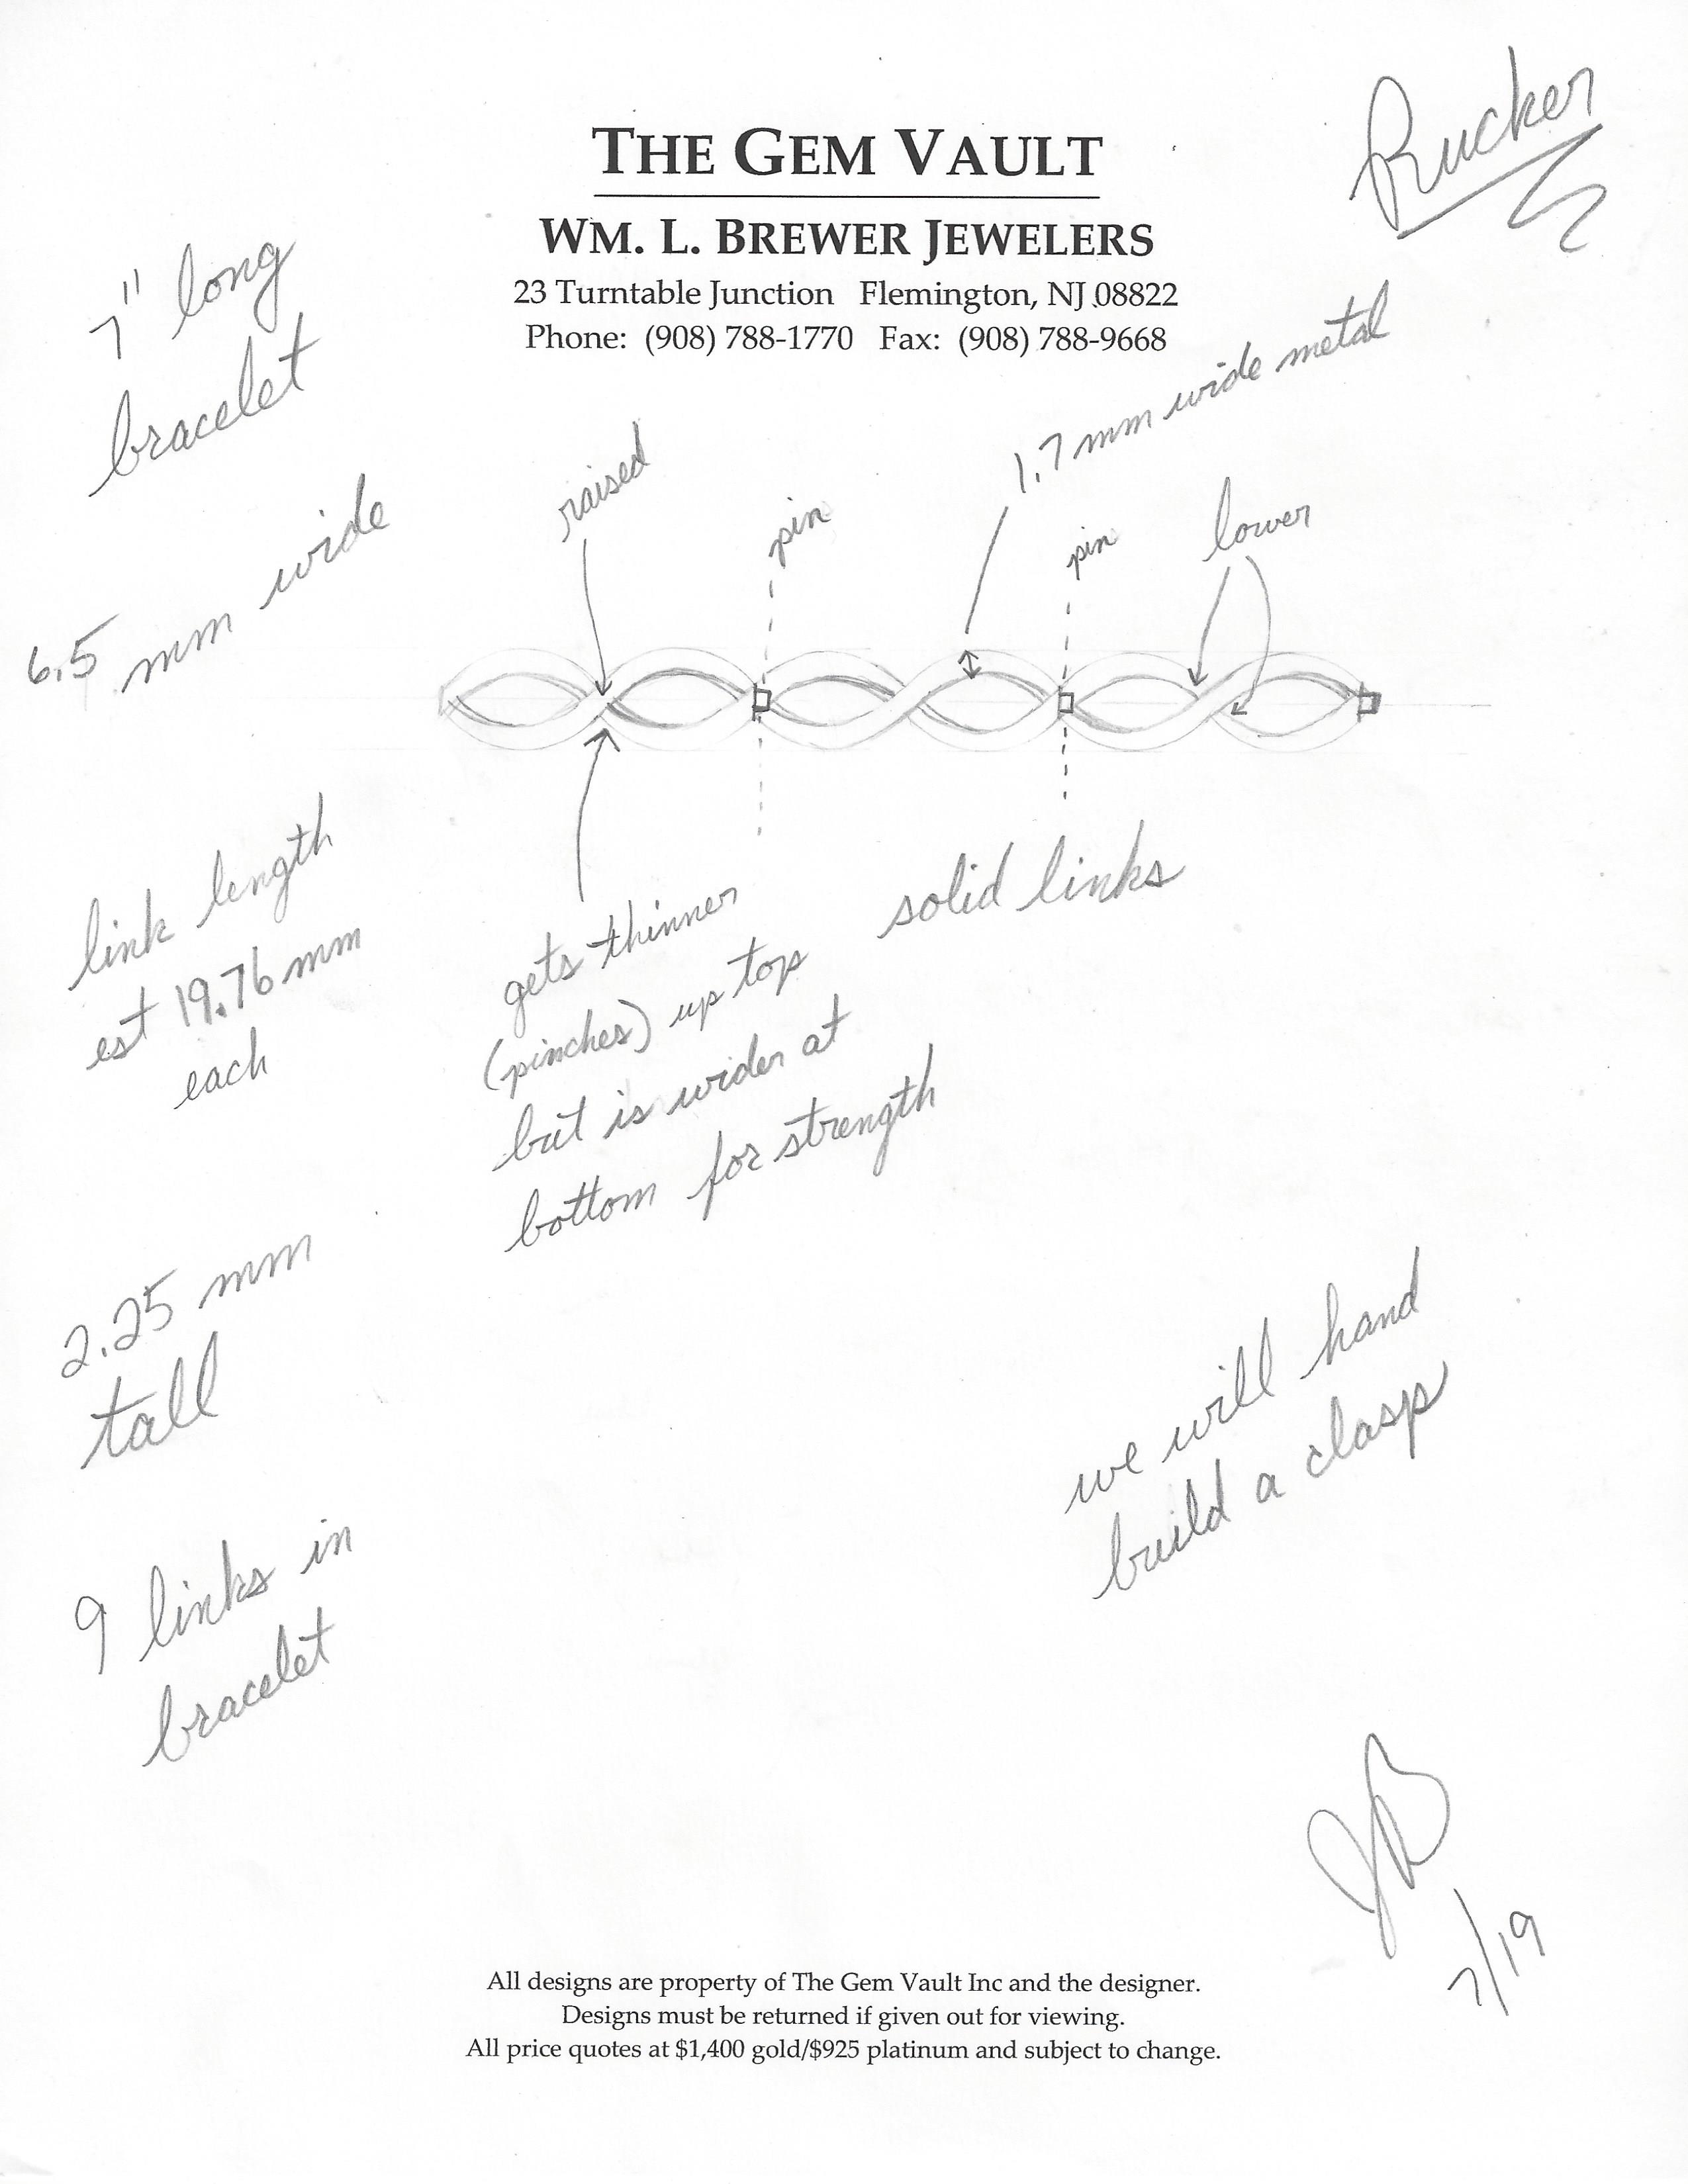 Rucker
THE GEM VAULT
WM. L. BREWER JEWELERS
23 Turntable Junction Flemington, NJ 08822
Phone: (908) 788-1770 Fax: (908) 788-9668
7" long
bracelet
6.5 mm wide
raised
pin
1.7 mm wide metal
pin
lower
link length
est 19.76 mm
each
gets thinner
(pinches) up top
but is wider at
bottom for strength
solid links
2.25 mm
tall
we will hand
build a clasp
9 links in
bracelet
JB
7/19
All designs are property of The Gem Vault Inc and the designer.
Designs must be returned if given out for viewing.
All price quotes at $1,400 gold/$925 platinum and subject to change.